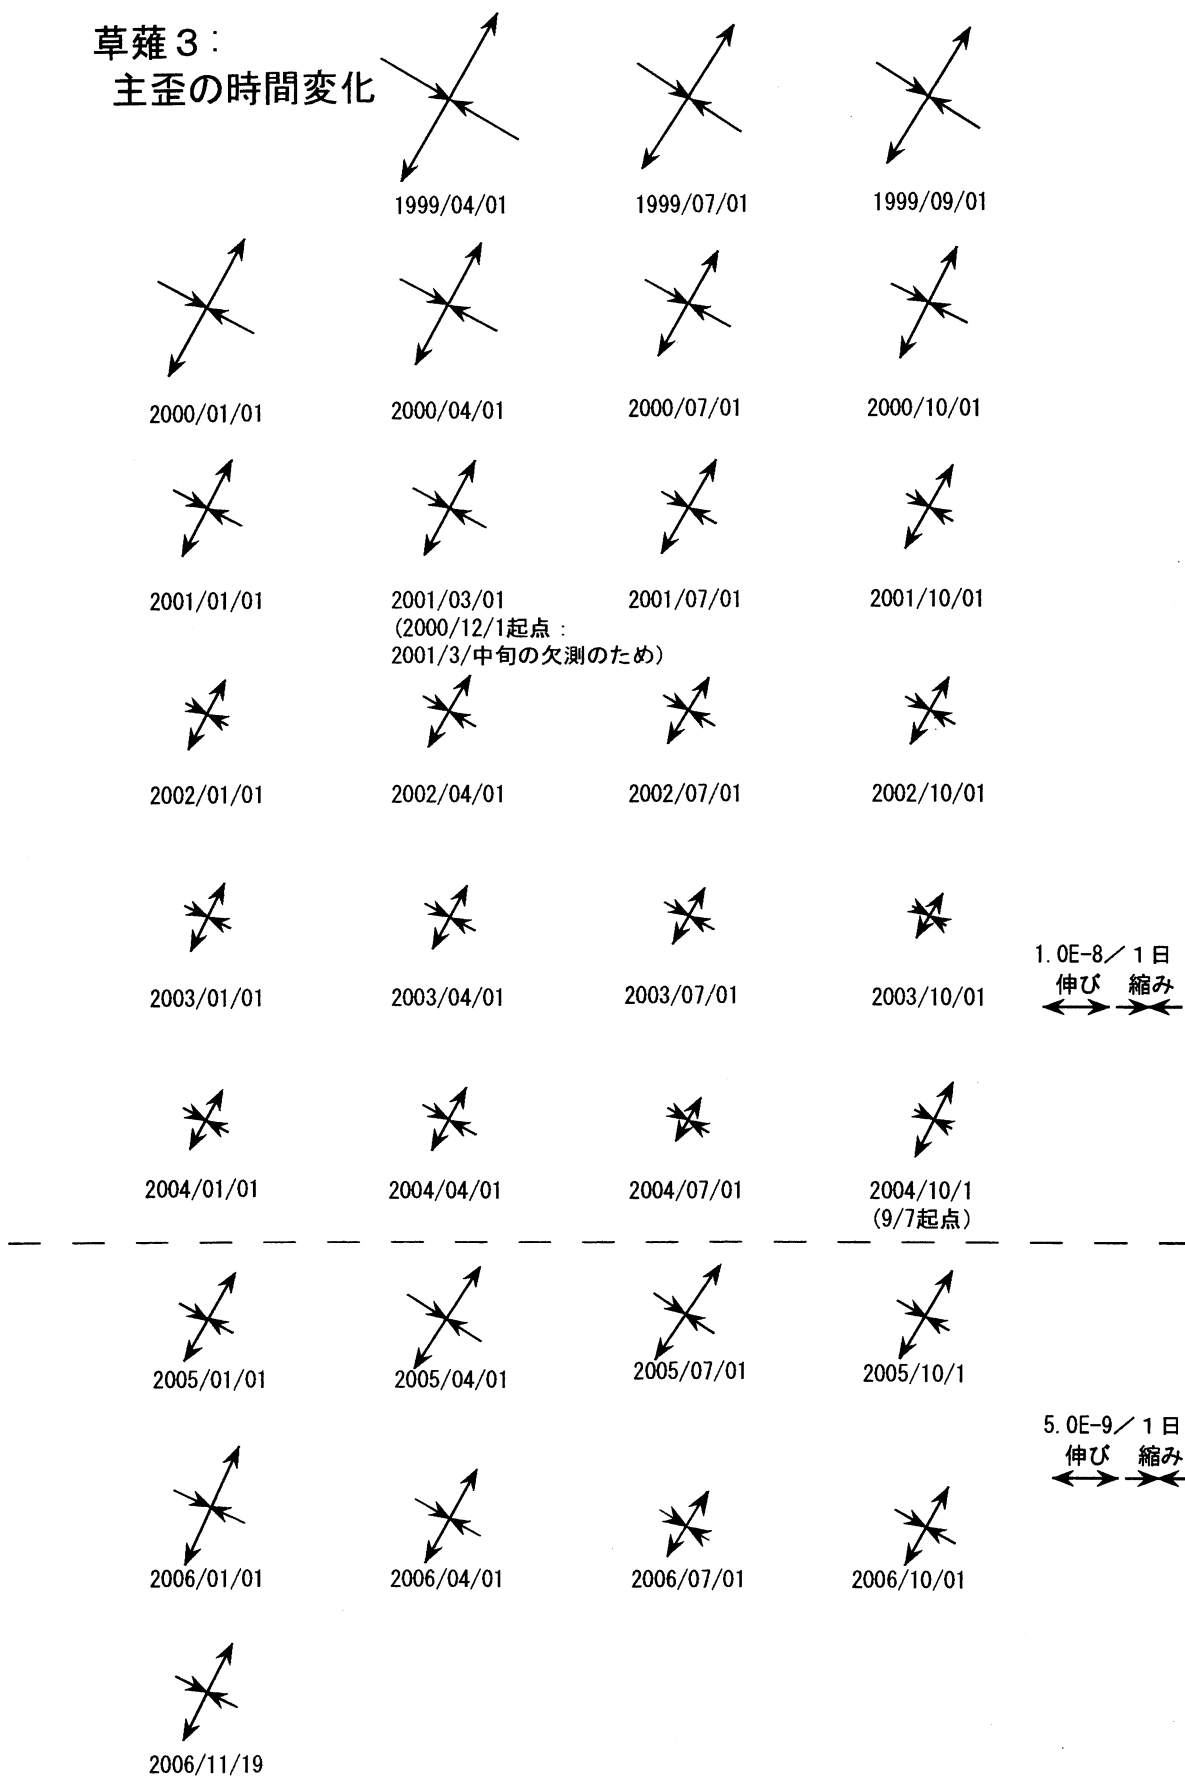 草薙３：
主歪の時間変化
1999/04/01 1999/07/01 1999/09/01
2000/01/01 2000/04/01 2000/07/01 2000/10/01
2001/01/01 2001/03/01 2001/07/01 2001/10/01
(2000/12/1起点：
2001/3/中旬の欠測のため)
2002/01/01 2002/04/01 2002/07/01 2002/10/01
2003/01/01 2003/04/01 2003/07/01 2003/10/01
1.0E-8／１日
伸び 縮み
2004/01/01 2004/04/01 2004/07/01 2004/10/1
(9/7起点)
2005/01/01 2005/04/01 2005/07/01 2005/10/1
5.0E-9／１日
伸び 縮み
2006/01/01 2006/04/01 2006/07/01 2006/10/01
2006/11/19